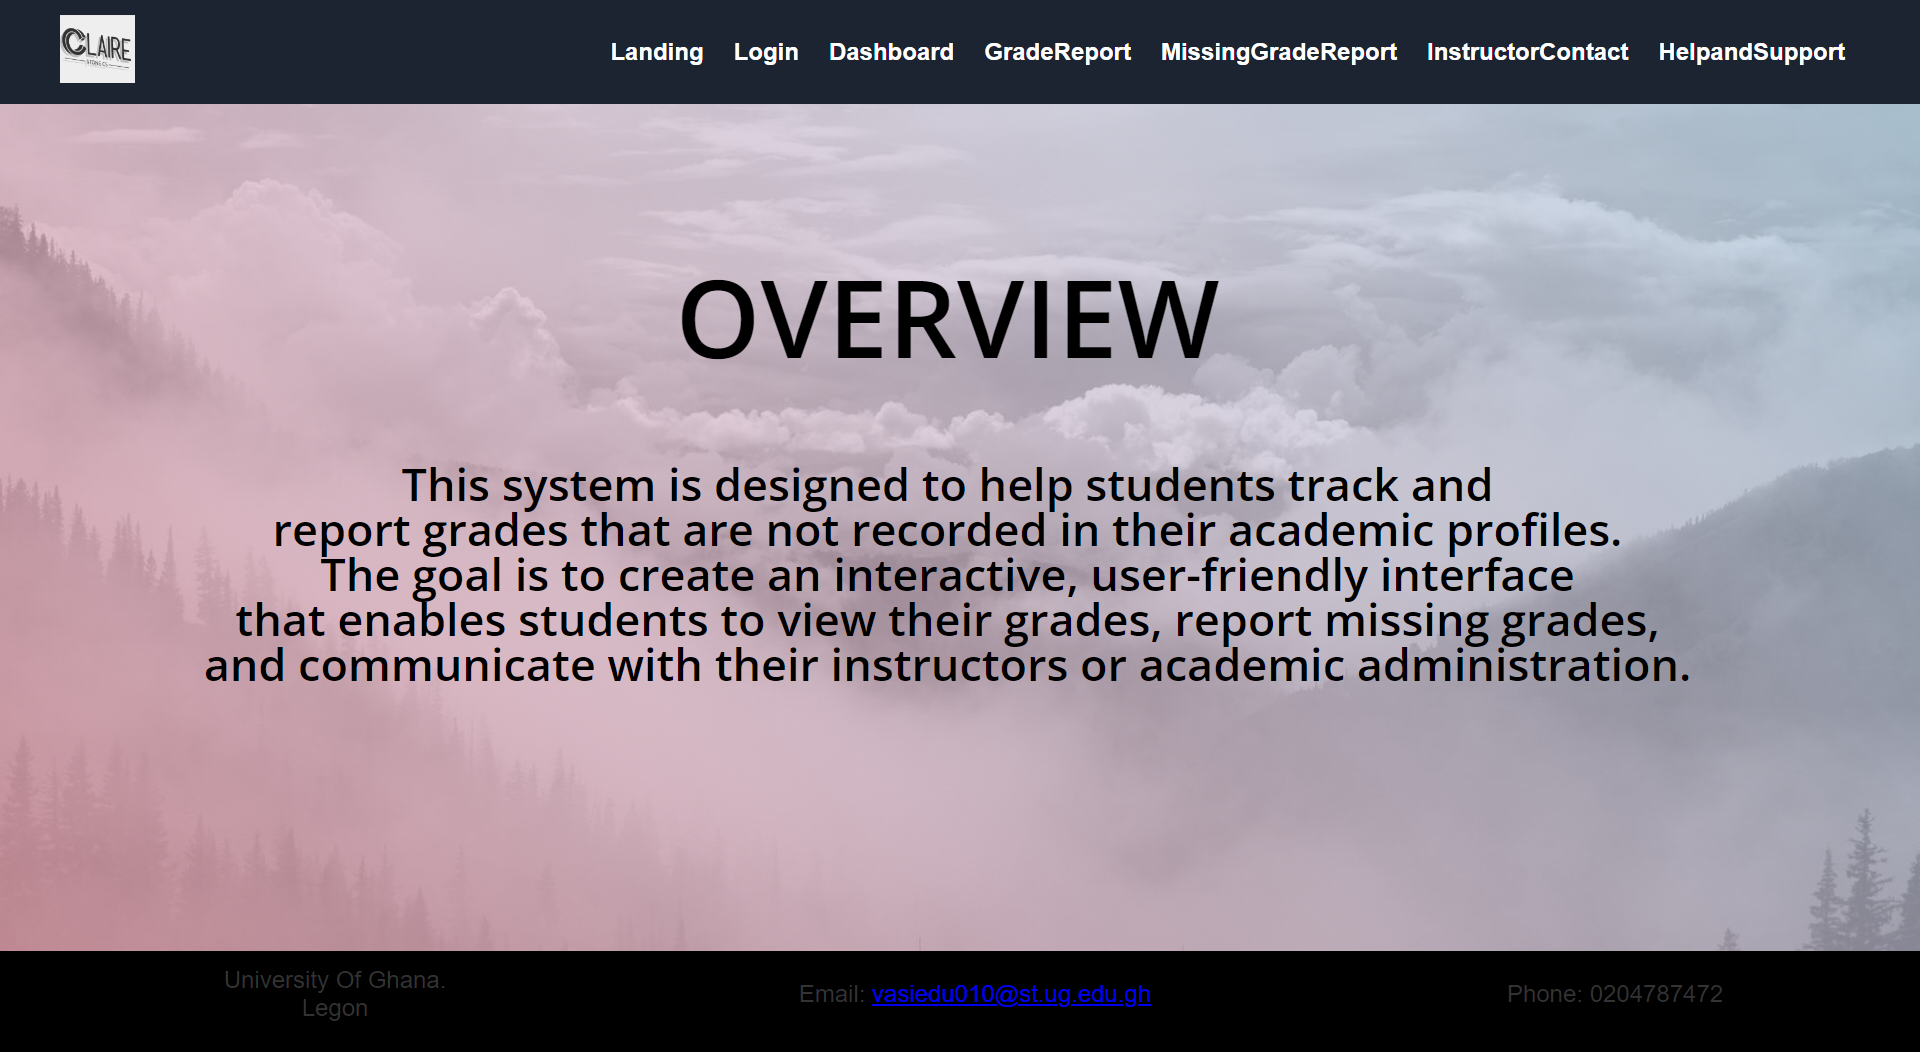 CLAIRE
Landing Login Dashboard GradeReport MissingGradeReport InstructorContact HelpandSupport
OVERVIEW
This system is designed to help students track and
report grades that are not recorded in their academic profiles.
The goal is to create an interactive, user-friendly interface
that enables students to view their grades, report missing grades,
and communicate with their instructors or academic administration.
University Of Ghana.
Legon
Email: vasiedu010@st.ug.edu.gh
Phone: 0204787472